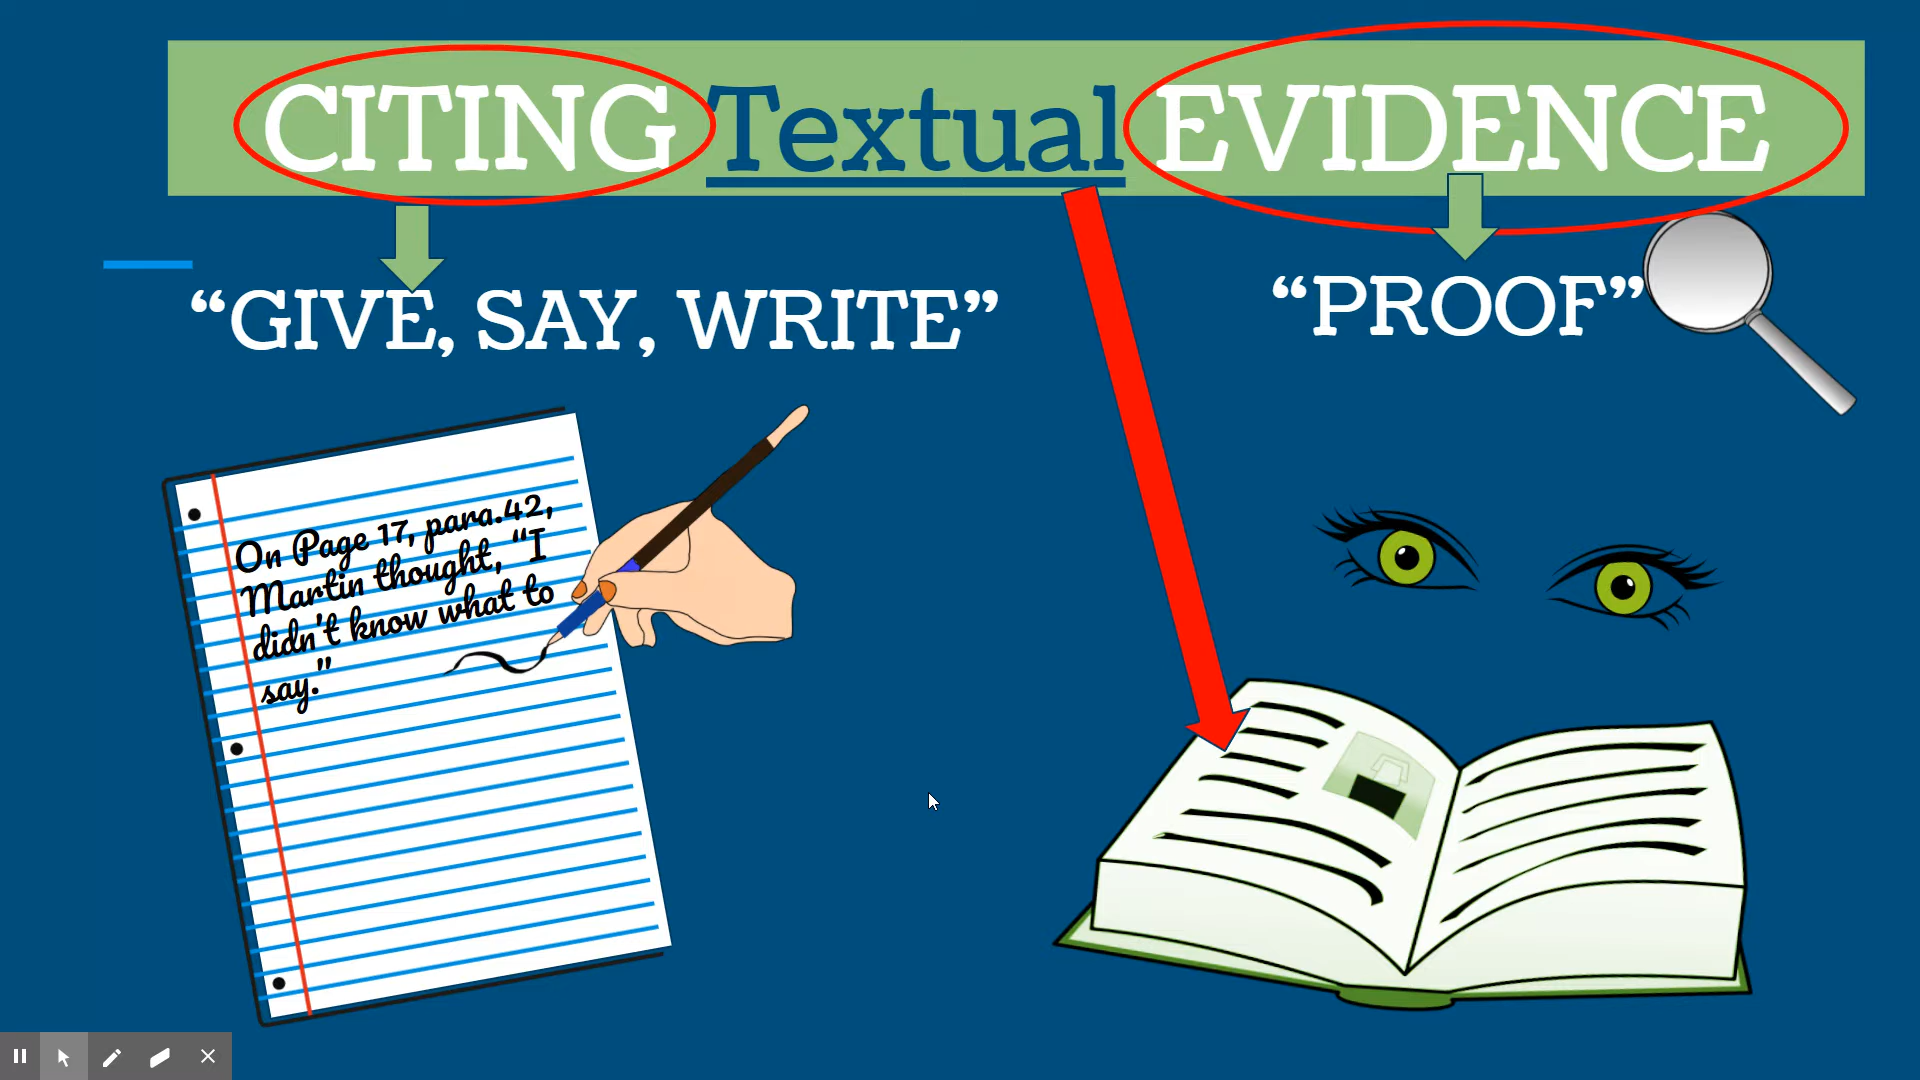 CITING Textual EVIDENCE
“GIVE, SAY, WRITE”
“PROOF”
On Page 17, para.42,
Martin thought, “I
didn't know what to
say.”